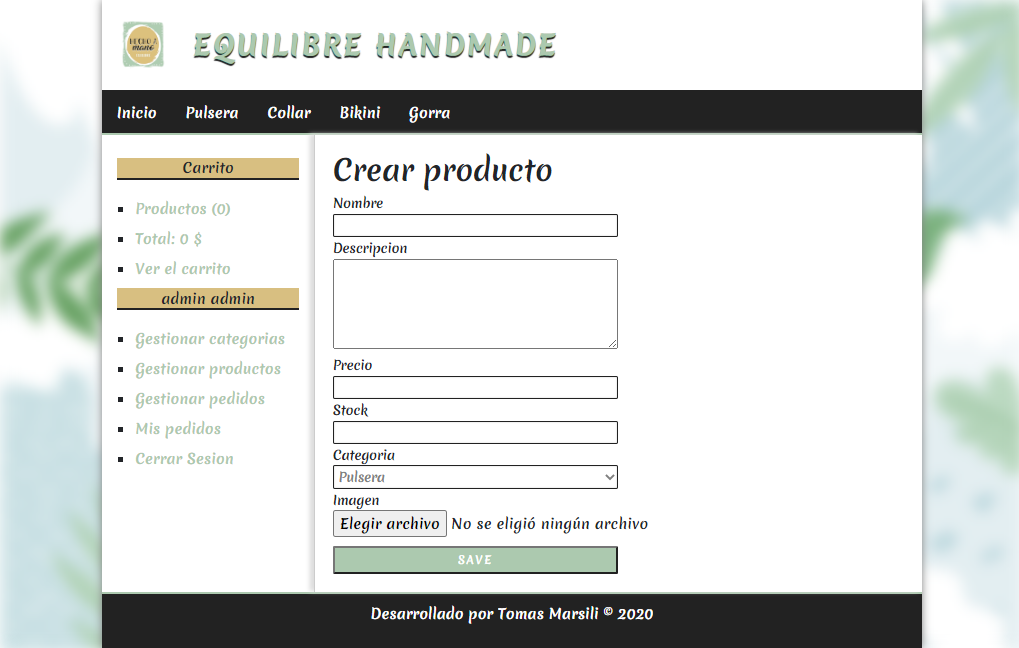 HECHO A
mano
EQUILIBRE HANDMADE
Inicio Pulsera Collar Bikini Gorra
Carrito
Productos (0)
Total: 0 $
Ver el carrito
admin admin
Gestionar categorias
Gestionar productos
Gestionar pedidos
Mis pedidos
Cerrar Sesion
Crear producto
Nombre
Descripcion
Precio
Stock
Categoria
Pulsera
Imagen
Elegir archivo No se eligió ningún archivo
SAVE
Desarrollado por Tomas Marsili © 2020